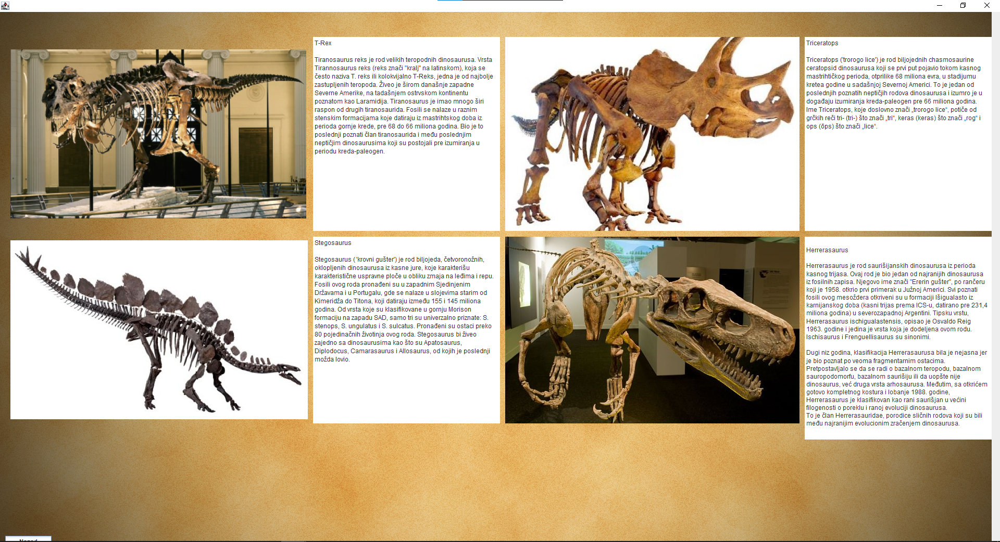 T-Rex
Tiranosaurus reks je rod velikih teropodnih dinosaurusa. Vrsta
Tirannosaurus reks (reks znači "kralj" na latinskom), koja se
često naziva T. reks ili kolokvijalno T-Reks, jedna je od najbolje
zastupljenih teropoda. Živeo je širom današnje zapadne
Severne Amerike, na tadašnjem ostrvskom kontinentu
poznatom kao Laramidija. Tiranosaurus je imao mnogo širi
raspon od drugih tiranosaurida. Fosili se nalaze u raznim
stenskim formacijama koje datiraju iz mastrihtskog doba iz
perioda gornje krede, pre 68 do 66 miliona godina. Bio je to
poslednji poznati član tiranosaurida i među poslednjim
neptičjim dinosaurusima koji su postojali pre izumiranja u
periodu kreda-paleogen.
Triceratops
Triceratops ('trorogo lice') je rod biljojednih chasmosaurine
ceratopsid dinosaurusa koji se prvi put pojavio tokom kasnog
mastrihtičkog perioda, otprilike 68 miliona evra, u stadijumu
kretea godine u sadašnjoj Severnoj Americi. To je jedan od
poslednjih poznatih neptičjih rodova dinosaurusa i izumro je u
događaju izumiranja kreda-paleogen pre 66 miliona godina.
Ime Triceratops, koje doslovno znači „trorogo lice“, potiče od
grčkih reči tri- (tri-) što znači „tri“, keras (keras) što znači „rog“ i
ops (ōps) što znači „lice“.
Stegosaurus
Stegosaurus ( 'krovni gušter') je rod biljojeda, četvoronožnih,
oklopljenih dinosaurusa iz kasne jure, koje karakterišu
karakteristične uspravne ploče u obliku zmaja na leđima i repu.
Fosili ovog roda pronađeni su u zapadnim Sjedinjenim
Državama i u Portugalu, gde se nalaze u slojevima starim od
Kimeridža do Titona, koji datiraju između 155 i 145 miliona
godina. Od vrsta koje su klasifikovane u gornju Morison
formaciju na zapadu SAD, samo tri su univerzalno priznate: S.
stenops, S. ungulatus i S. sulcatus. Pronađeni su ostaci preko
80 pojedinačnih životinja ovog roda. Stegosaurus bi živeo
zajedno sa dinosaurusima kao što su Apatosaurus,
Diplodocus, Camarasaurus i Allosaurus, od kojih je poslednji
možda lovio.
Herrerasaurus
Herrerasaurus je rod saurišijanskih dinosaurusa iz perioda
kasnog trijasa. Ovaj rod je bio jedan od najranijih dinosaurusa
iz fosilnih zapisa. Njegovo ime znači "Ererin gušter", po rančeru
koji je 1958. otkrio prvi primerak u Južnoj Americi. Svi poznati
fosili ovog mesoždera otkriveni su u formaciji Išigualasto iz
karnijanskog doba (kasni trijas prema ICS-u, datirano pre 231,4
miliona godina) u severozapadnoj Argentini. Tipsku vrstu,
Herrerasaurus ischigualastensis, opisao je Osvaldo Reig
1963. godine i jedina je vrsta koja je dodeljena ovom rodu.
Ischisaurus i Frenguellisaurus su sinonimi.
Dugi niz godina, klasifikacija Herrerasaurusa bila je nejasna jer
je bio poznat po veoma fragmentarnim ostacima.
Pretpostavljalo se da se radi o bazalnom teropodu, bazalnom
sauropodomorfu, bazalnom saurišiju ili da uopšte nije
dinosaurus, već druga vrsta arhosaurusa. Međutim, sa otkrićem
gotovo kompletnog kostura i lobanje 1988. godine,
Herrerasaurus je klasifikovan kao rani saurišjan u većini
filogenosti o poreklu i ranoj evoluciji dinosaurusa.
To je član Herrerasauridae, porodice sličnih rodova koji su bili
među najranijim evolucionim zračenjem dinosaurusa.